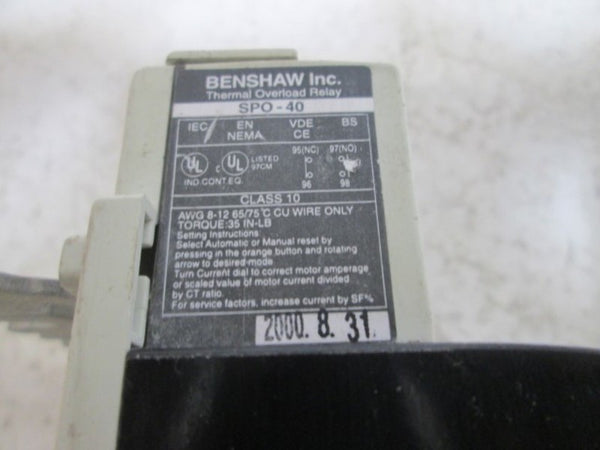 BENSHAW Inc.
Thermal Overload Relay
SPO-40
IEC/ EN VDE BS
NEMA CE
95(NC) 97(NO)
UL c UL LISTED
97CM
96 98
IND.CONT.EQ.
CLASS 10
AWG 8-12 65/75°C CU WIRE ONLY
TORQUE:35 IN-LB
Setting Instructions:
Select Automatic or Manual reset by
pressing in the orange button and rotating
arrow to desired mode.
Turn Current dial to correct motor amperage
or scaled value of motor current divided
by CT ratio.
For service factors, increase current by SF%
2000. 8. 31.